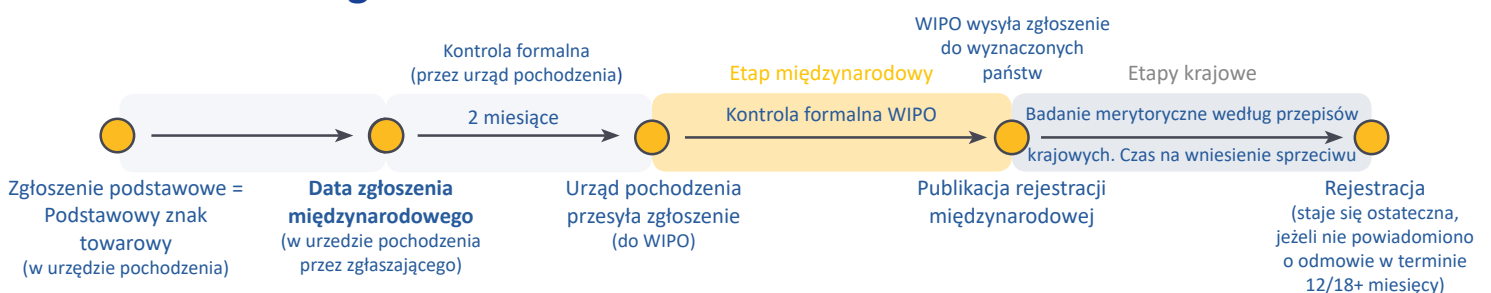 WIPO wysyła zgłoszenie
do wyznaczonych
państw
Kontrola formalna
(przez urząd pochodzenia)
Etap międzynarodowy
Etapy krajowe
2 miesiące
Kontrola formalna WIPO
Badanie merytoryczne według przepisów
krajowych. Czas na wniesienie sprzeciwu
Zgłoszenie podstawowe =
Podstawowy znak
towarowy
(w urzędzie pochodzenia)
Data zgłoszenia
międzynarodowego
(w urzedzie pochodzenia
przez zgłaszającego)
Urząd pochodzenia
przesyła zgłoszenie
(do WIPO)
Publikacja rejestracji
międzynarodowej
Rejestracja
(staje się ostateczna,
jeżeli nie powiadomiono
o odmowie w terminie
12/18+ miesięcy)